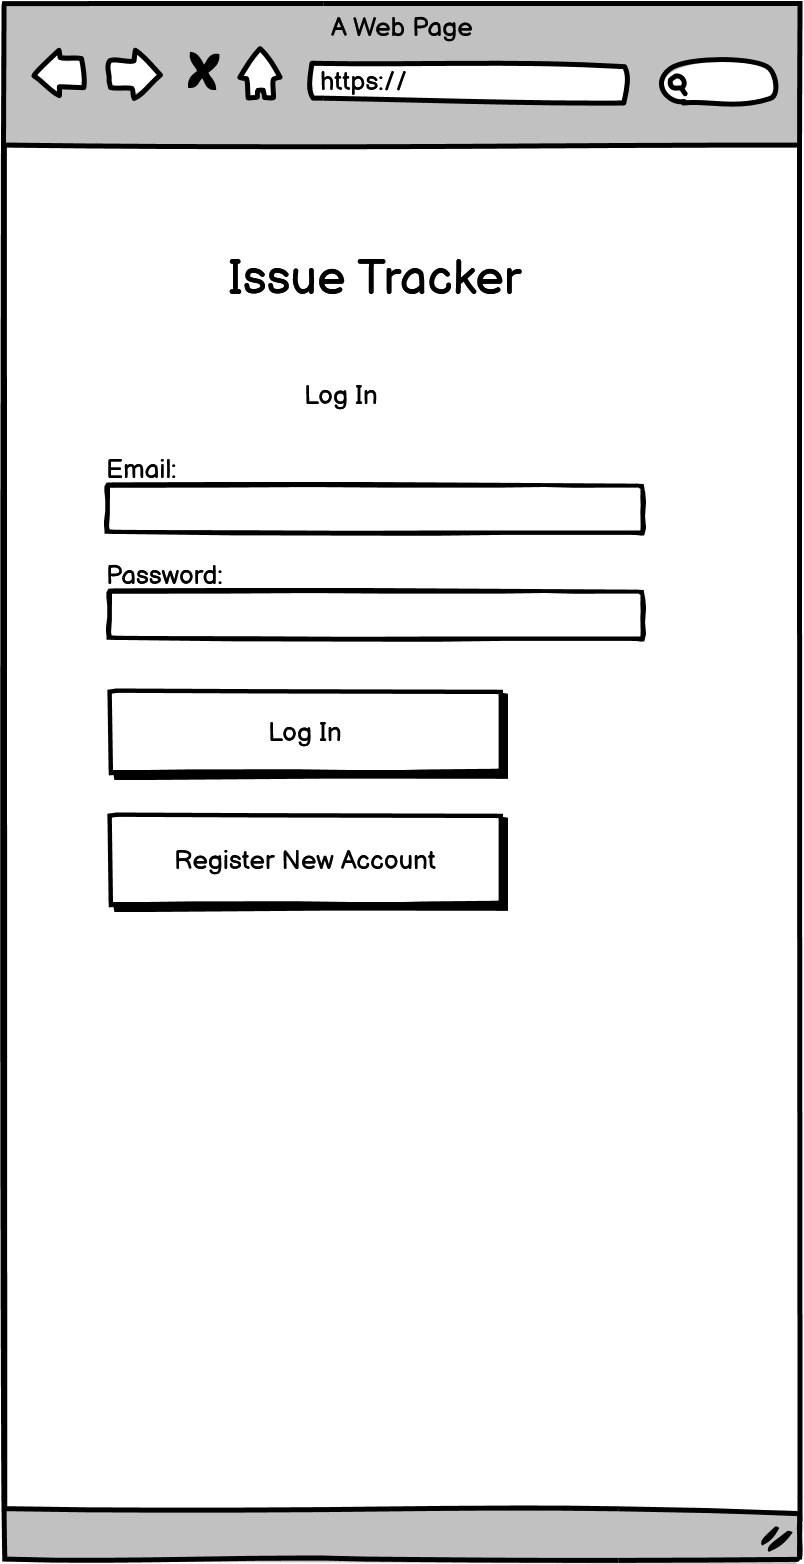 A Web Page
https://
Issue Tracker
Log In
Email:
Password:
Log In
Register New Account